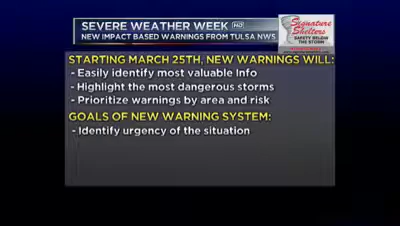 SEVERE WEATHER WEEK HD
NEW IMPACT BASED WARNINGS FROM TULSA NWS
Signature
Shelters
SAFETY BELOW
THE STORM
STARTING MARCH 25TH, NEW WARNINGS WILL:
- Easily identify most valuable Info
- Highlight the most dangerous storms
- Prioritize warnings by area and risk
GOALS OF NEW WARNING SYSTEM:
- Identify urgency of the situation